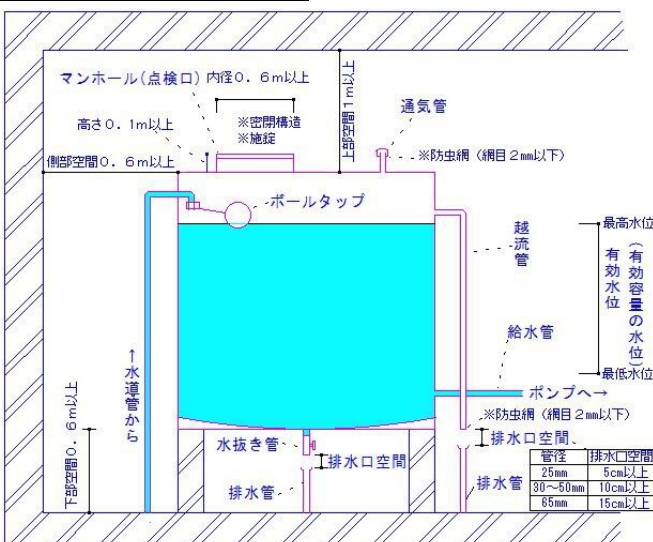 マンホール(点検口)
内径0.6m以上
高さ0.1m以上
※密閉構造
※施錠
上部空間1m以上
通気管
※防虫網(網目2mm以下)
側部空間0.6m以上
ボールタップ
越流管
最高水位
有効水位
(有効容量の水位)
最低水位
給水管
ポンプへ→
←水道管から
※防虫網(網目2mm以下)
下部空間0.6m以上
水抜き管
排水口空間
排水管
排水口空間、
排水管
管径 排水口空間
25mm 5cm以上
30~50mm 10cm以上
65mm 15cm以上